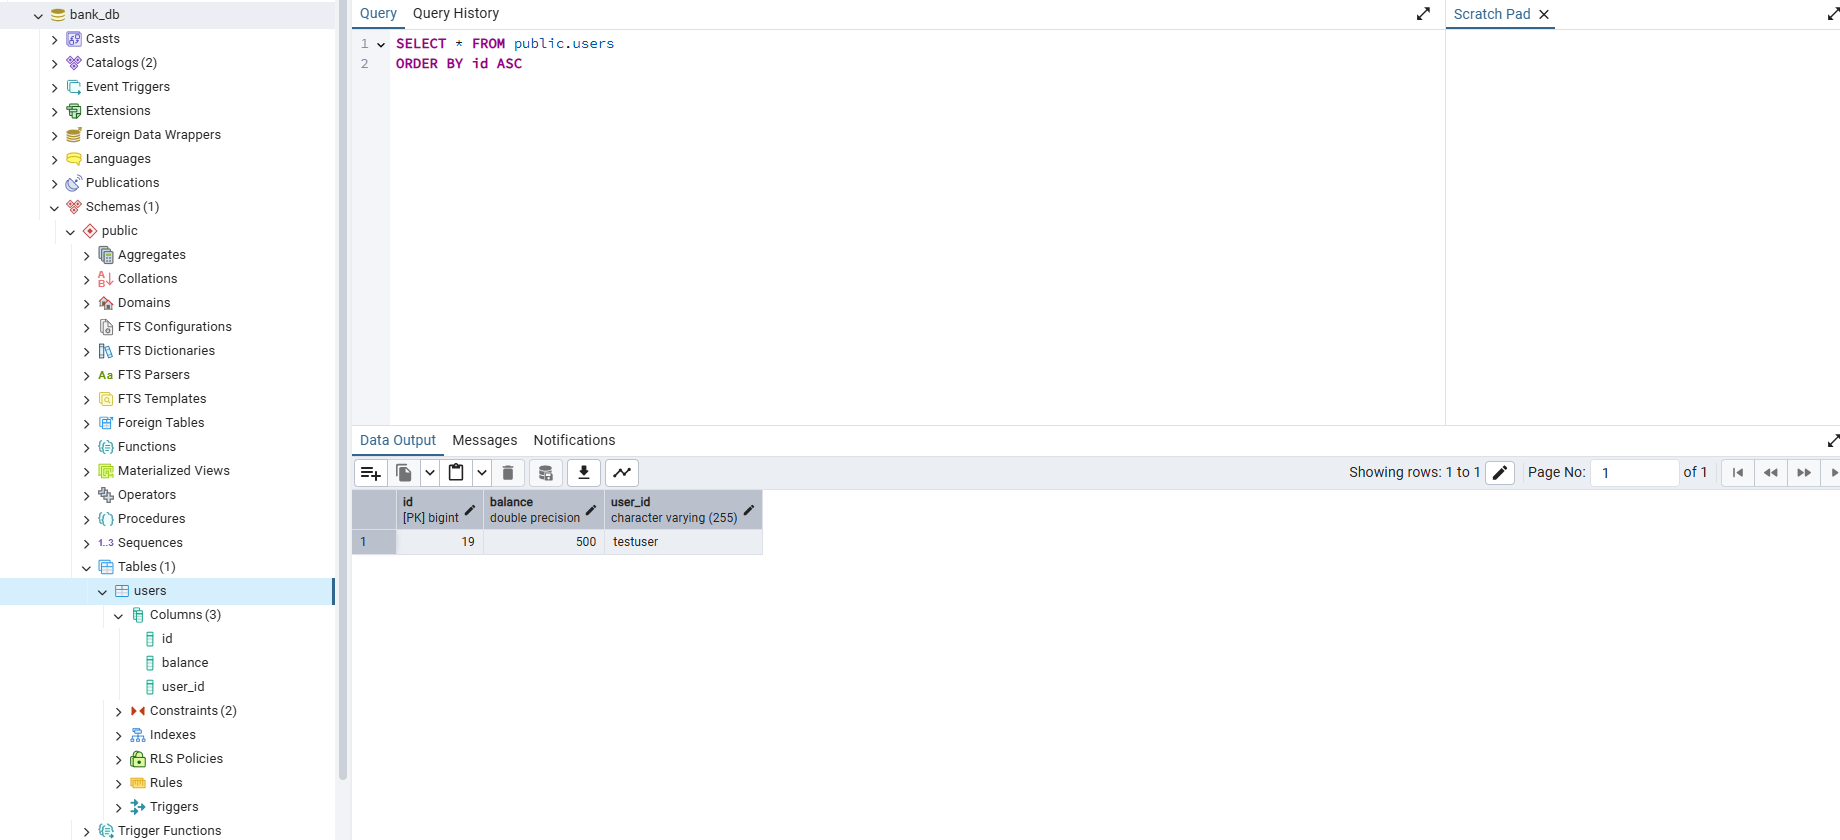 bank_db
Casts
Catalogs (2)
Event Triggers
Extensions
Foreign Data Wrappers
Languages
Publications
Schemas (1)
public
Aggregates
Collations
Domains
FTS Configurations
FTS Dictionaries
Aa FTS Parsers
FTS Templates
Foreign Tables
Functions
Materialized Views
Operators
Procedures
1..3 Sequences
Tables (1)
users
Columns (3)
id
balance
user_id
Constraints (2)
Indexes
RLS Policies
Rules
Triggers
Trigger Functions
Query Query History
1 SELECT * FROM public.users
2 ORDER BY id ASC
Scratch Pad
Data Output Messages Notifications
Showing rows: 1 to 1 Page No: 1 of 1
id balance user_id
[PK] bigint double precision character varying (255)
1 19 500 testuser